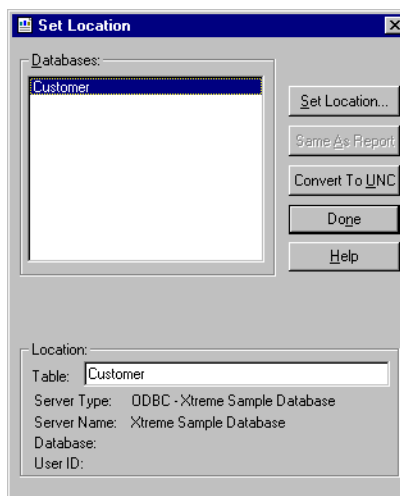 Set Location
Databases:
Customer
Set Location...
Same As Report
Convert To UNC
Done
Help
Location:
Table: Customer
Server Type: ODBC - Xtreme Sample Database
Server Name: Xtreme Sample Database
Database:
User ID: